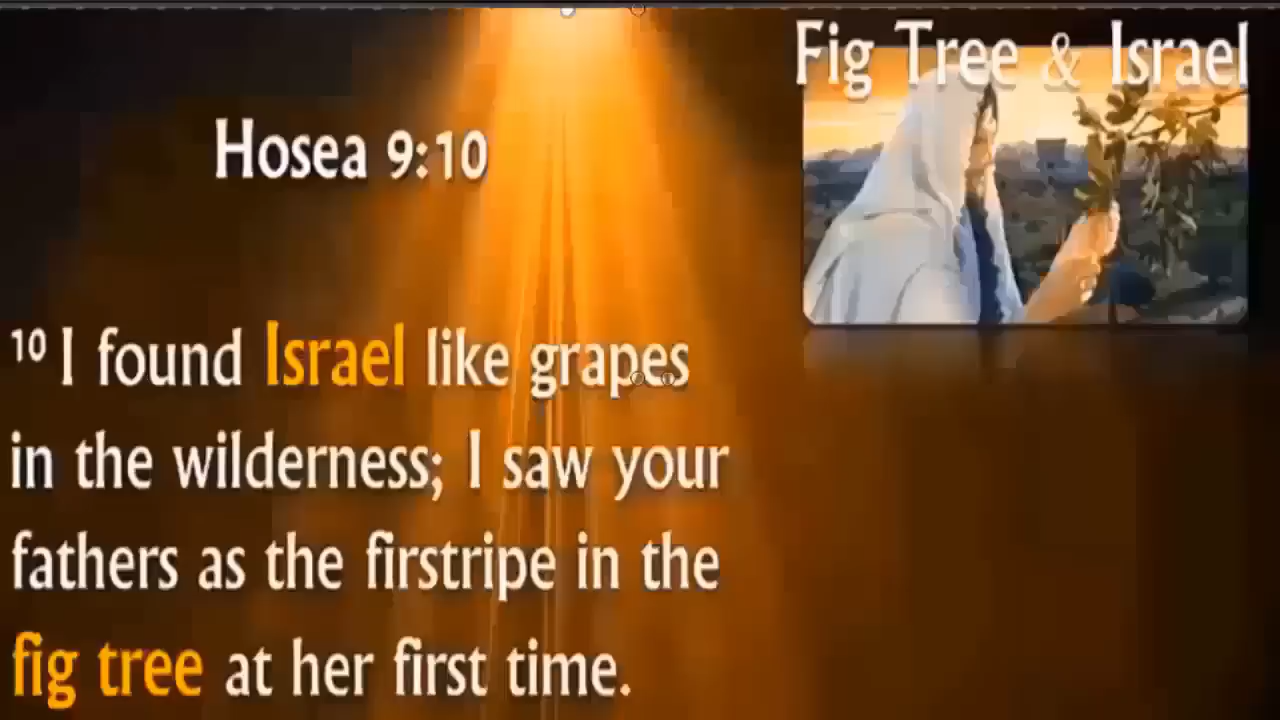 Fig Tree & Israel
Hosea 9:10
10 I found Israel like grapes
in the wilderness; I saw your
fathers as the firstripe in the
fig tree at her first time.